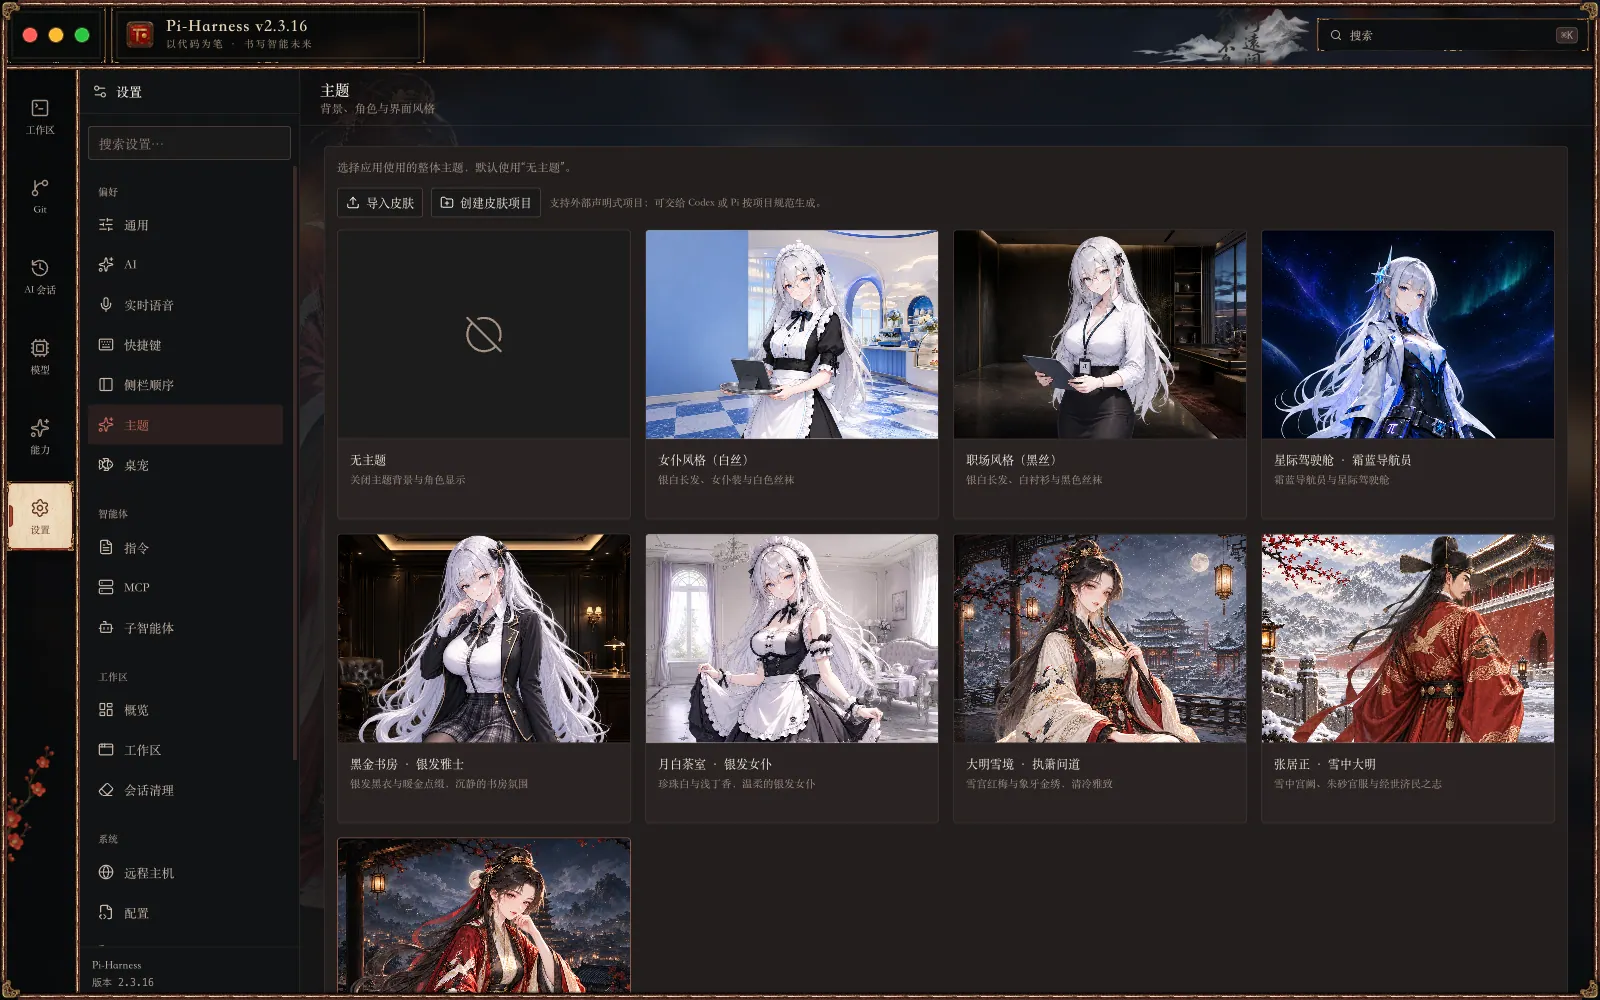 Pi-Harness v2.3.16
以代码为笔 · 书写智能未来
搜索
⌘K
工作区
Git
AI 会话
模型
能力
设置
设置
搜索设置…
偏好
通用
AI
实时语音
快捷键
侧栏顺序
主题
桌宠
智能体
指令
MCP
子智能体
工作区
概览
工作区
会话清理
系统
远程主机
配置
Pi-Harness
版本 2.3.16
主题
背景、角色与界面风格
选择应用使用的整体主题，默认使用“无主题”。
导入皮肤
创建皮肤项目
支持外部声明式项目；可交给 Codex 或 Pi 按项目规范生成。
无主题
关闭主题背景与角色显示
女仆风格（白丝）
银白长发、女仆装与白色丝袜
职场风格（黑丝）
银白长发、白衬衫与黑色丝袜
星际驾驶舱 · 霜蓝导航员
霜蓝导航员与星际驾驶舱
黑金书房 · 银发雅士
银发黑衣与暖金点缀，沉静的书房氛围
月白茶室 · 银发女仆
珍珠白与浅丁香，温柔的银发女仆
大明雪境 · 执箫问道
雪宫红梅与象牙金绣，清冷雅致
张居正 · 雪中大明
雪中宫阙、朱砂官服与经世济民之志